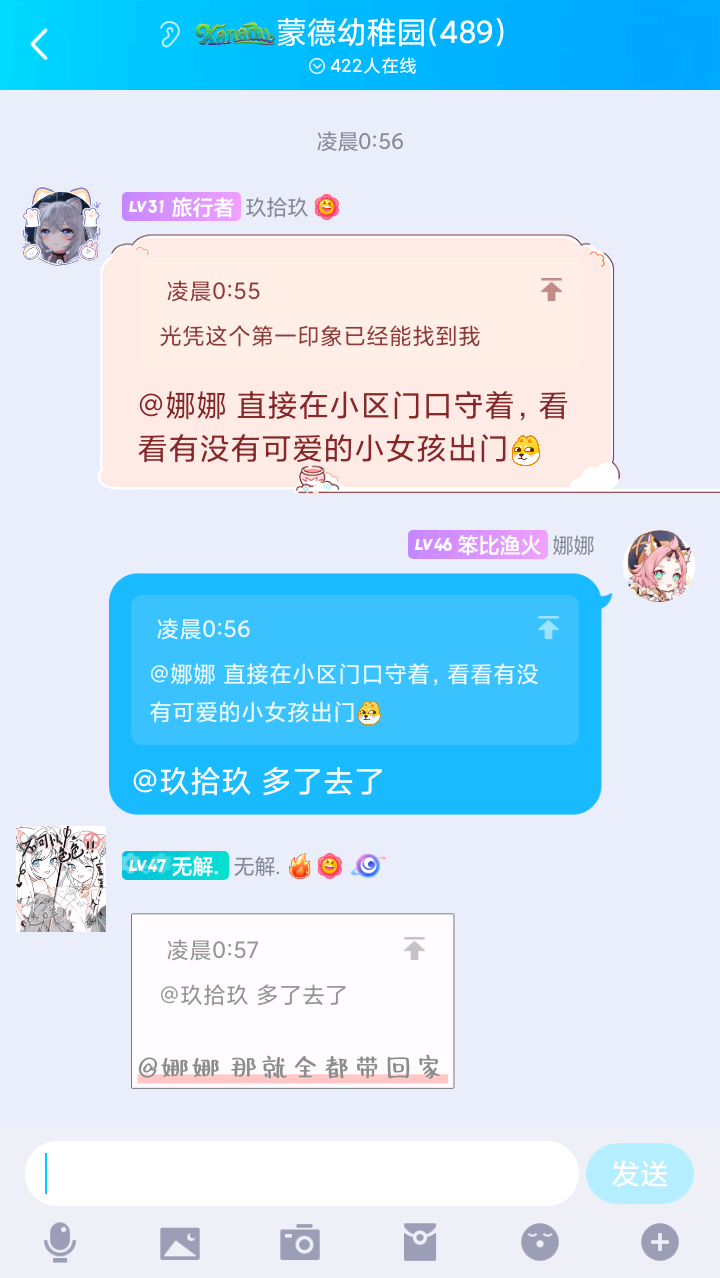 Xanadu蒙德幼稚园(489)
422人在线
凌晨0:56
LV31 旅行者 玖拾玖
凌晨0:55
光凭这个第一印象已经能找到我
@娜娜 直接在小区门口守着，看
看有没有可爱的小女孩出门
LV46 笨比渔火 娜娜
凌晨0:56
@娜娜 直接在小区门口守着，看看有没
有可爱的小女孩出门
@玖拾玖 多了去了
LV47 无解. 无解.
凌晨0:57
@玖拾玖 多了去了
@娜娜 那就全都带回家
发送